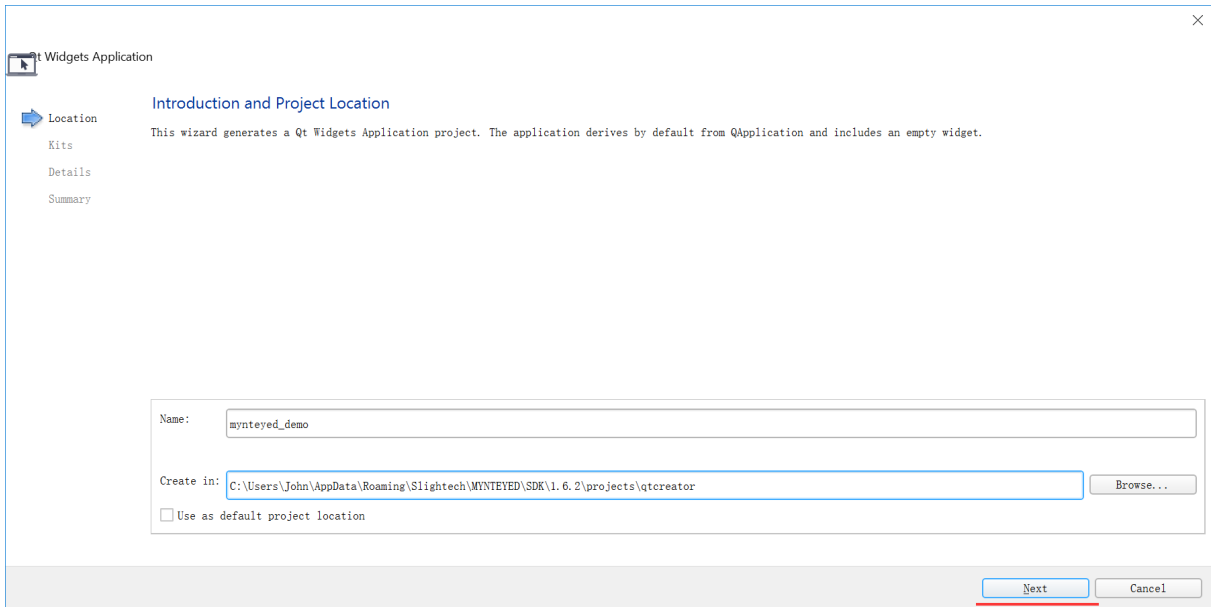 Qt Widgets Application
Location
Kits
Details
Summary
Introduction and Project Location
This wizard generates a Qt Widgets Application project. The application derives by default from QApplication and includes an empty widget.
Name:
mynteyed_demo
Create in:
C:\Users\John\AppData\Roaming\Slightech\MYNTEYED\SDK\1.6.2\projects\qtcreator
Browse...
Use as default project location
Next
Cancel